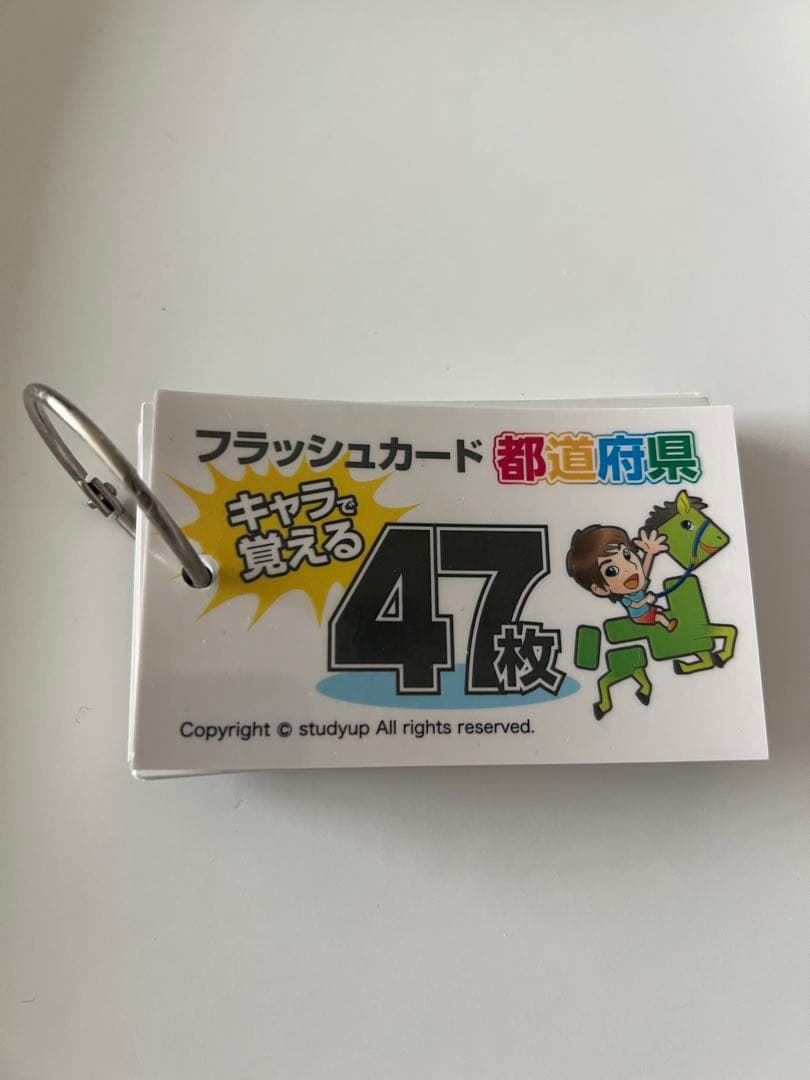 フラッシュカード 都道府県
キャラで
覚える
47枚
Copyright © studyup All rights reserved.